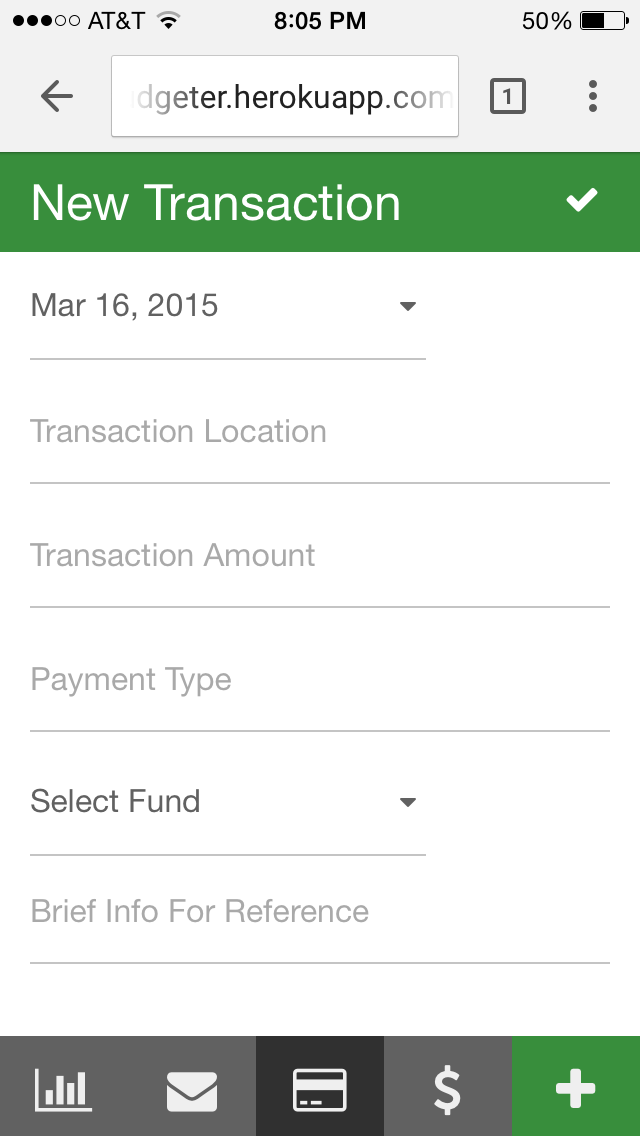 AT&T 8:05 PM 50%
dgeter.herokuapp.com 1
New Transaction
Mar 16, 2015
Transaction Location
Transaction Amount
Payment Type
Select Fund
Brief Info For Reference
$